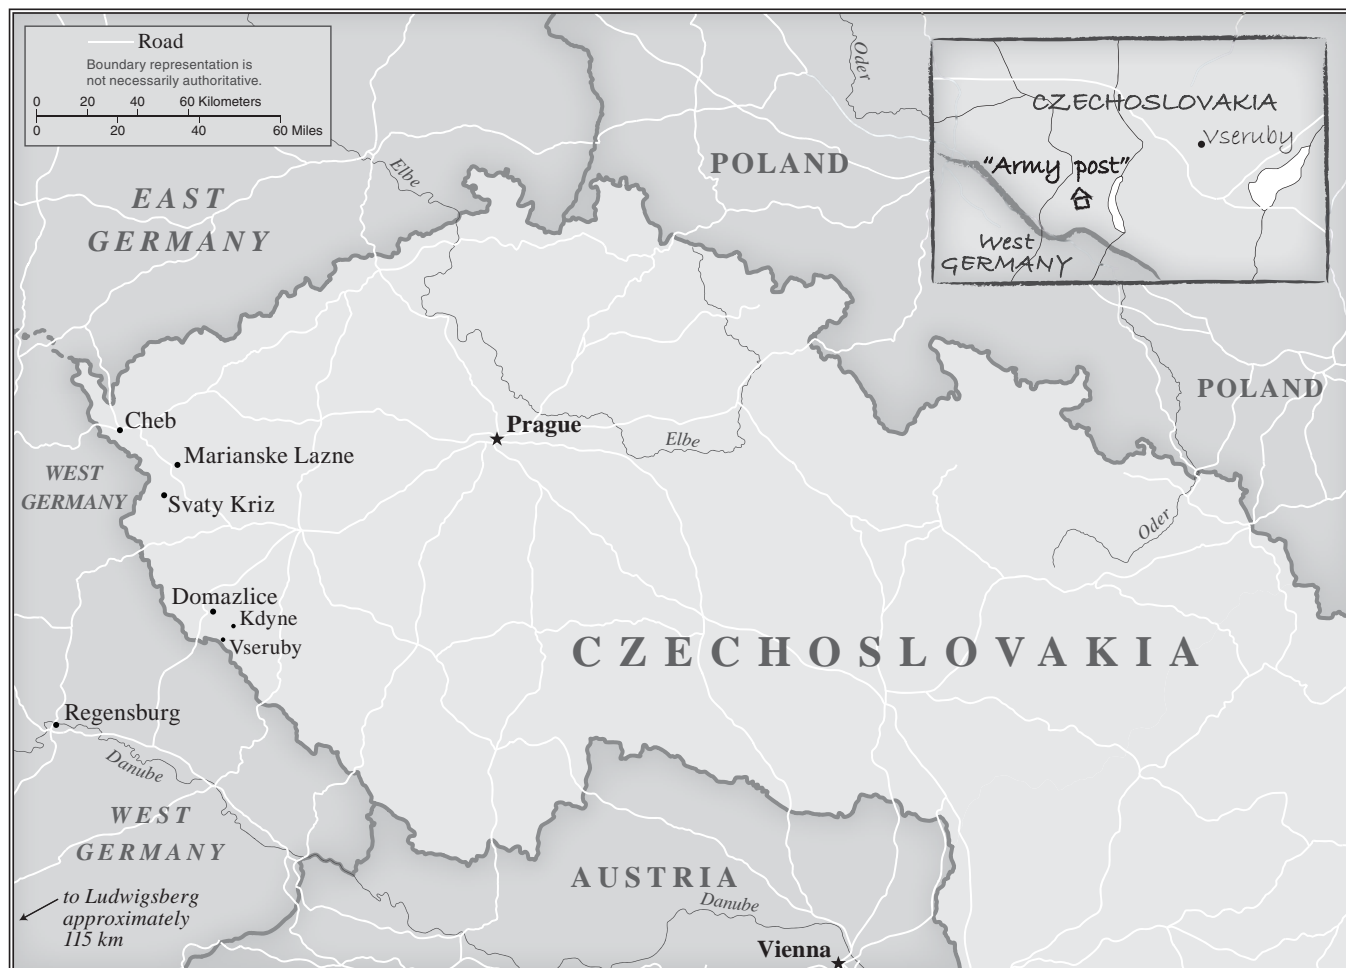 Road
Boundary representation is
not necessarily authoritative.
0 20 40 60 Kilometers
0 20 40 60 Miles
Oder
CZECHOSLOVAKIA
Vseruby
"Army post"
West
GERMANY
POLAND
Elbe
EAST
GERMANY
POLAND
Cheb
Prague
Elbe
Marianske Lazne
WEST
GERMANY
Svaty Kriz
Oder
Domazlice
Kdyne
Vseruby
CZECHOSLOVAKIA
Regensburg
Danube
WEST
GERMANY
AUSTRIA
to Ludwigsberg
approximately
115 km
Danube
Vienna